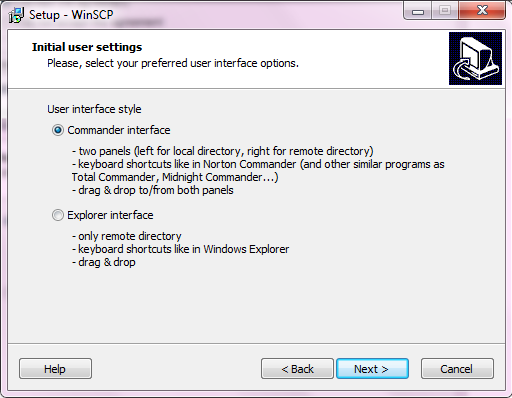 Setup - WinSCP
Initial user settings
Please, select your preferred user interface options.
User interface style
Commander interface
- two panels (left for local directory, right for remote directory)
- keyboard shortcuts like in Norton Commander (and other similar programs as
Total Commander, Midnight Commander...)
- drag & drop to/from both panels
Explorer interface
- only remote directory
- keyboard shortcuts like in Windows Explorer
- drag & drop
Help
< Back
Next >
Cancel